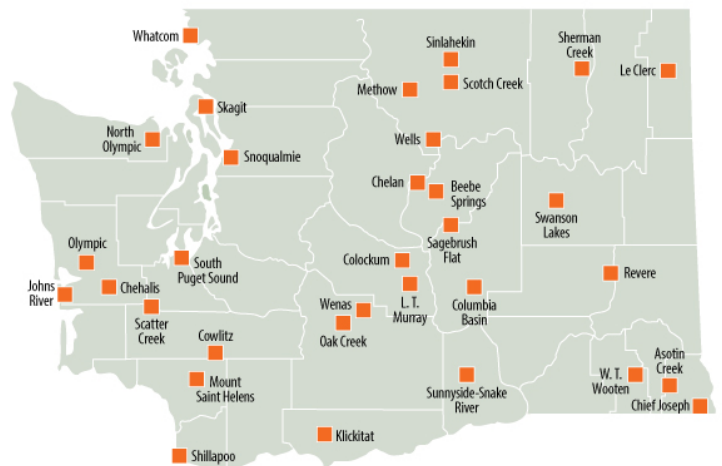 Whatcom
Sinlahekin
Sherman
Creek
Le Clerc
Methow
Scotch Creek
Skagit
North
Olympic
Wells
Snoqualmie
Chelan
Beebe
Springs
Swanson
Lakes
Sagebrush
Flat
Olympic
South
Puget Sound
Colockum
Revere
Johns
River
Chehalis
L. T.
Murray
Columbia
Basin
Scatter
Creek
Wenas
Oak Creek
Cowlitz
Asotin
Creek
W. T.
Wooten
Mount
Saint Helens
Sunnyside-Snake
River
Chief Joseph
Klickitat
Shillapoo